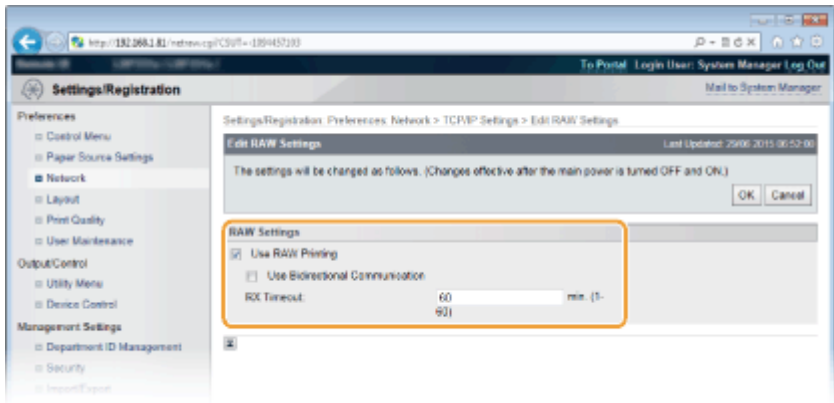 http://192.168.1.81/netrew.cgi?CSUT=-1094457103
To Portal Login User: System Manager Log Out
Settings/Registration
Mail to System Manager
Preferences
Control Menu
Paper Source Settings
Network
Layout
Print Quality
User Maintenance
Output/Control
Utility Menu
Device Control
Management Settings
Department ID Management
Security
Import/Export
Settings/Registration: Preferences: Network > TCP/IP Settings > Edit RAW Settings
Edit RAW Settings
Last Updated: 29/06 2015 06:52:00
The settings will be changed as follows. (Changes effective after the main power is turned OFF and ON.)
OK Cancel
RAW Settings
Use RAW Printing
Use Bidirectional Communication
RX Timeout: 60 min. (1-
60)